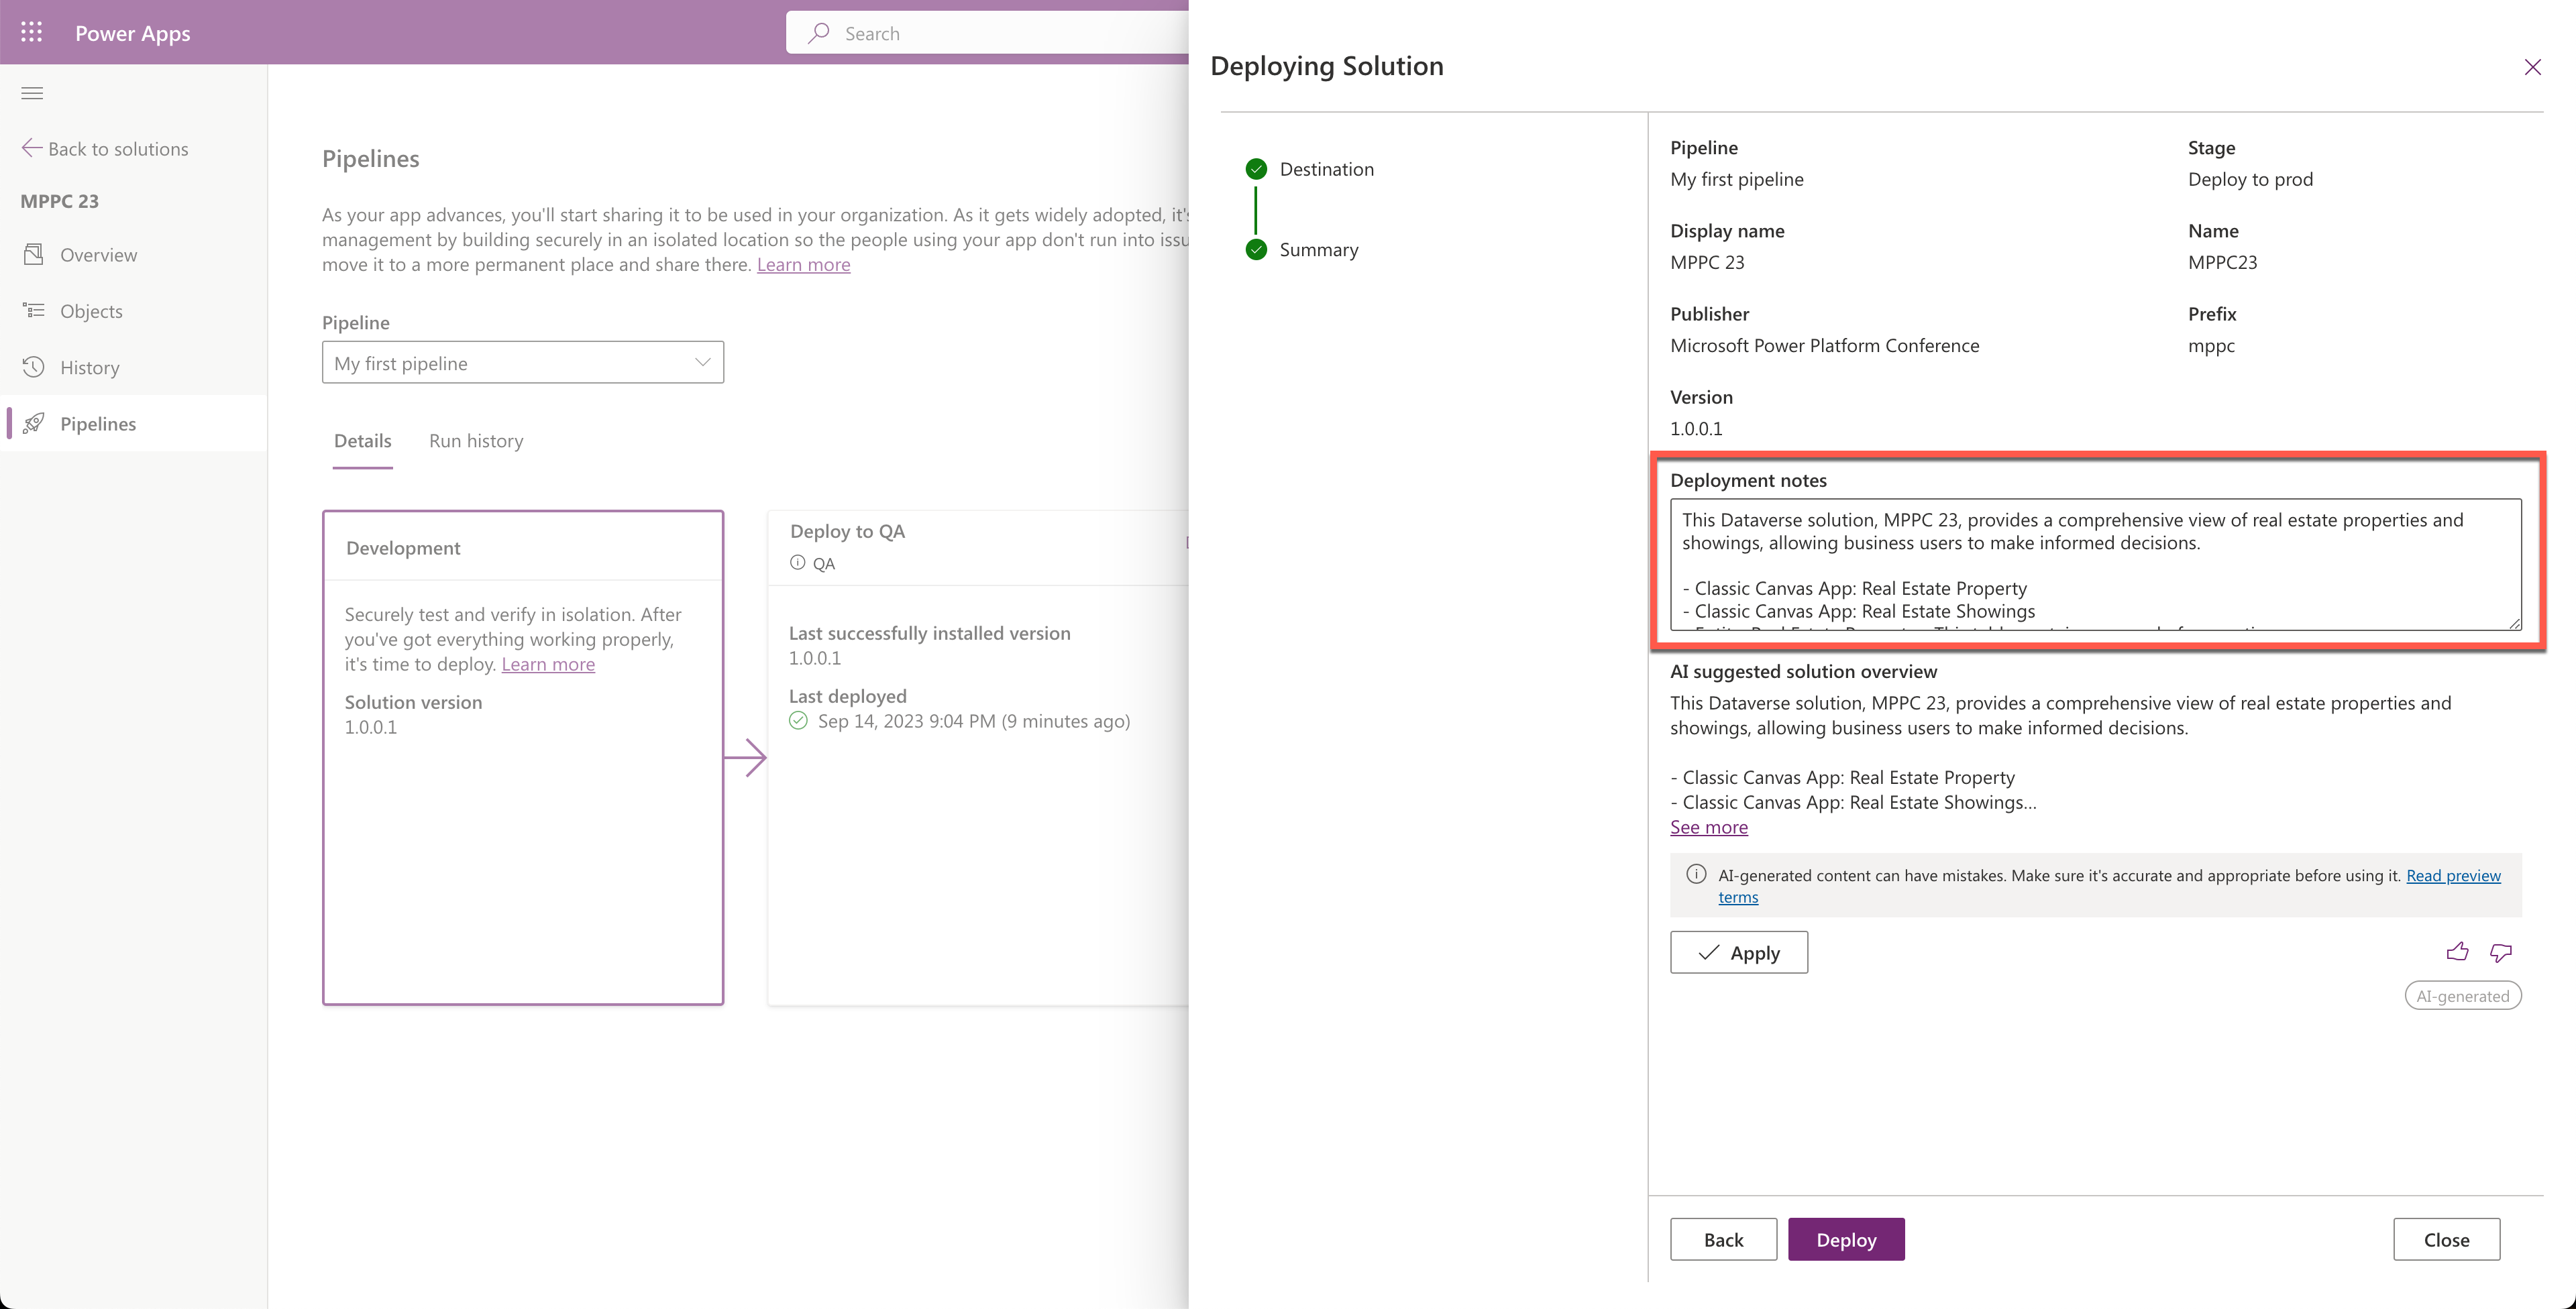 Power Apps
Search
Back to solutions
MPPC 23
Overview
Objects
History
Pipelines
Pipelines
As your app advances, you'll start sharing it to be used in your organization. As it gets widely adopted, it's
management by building securely in an isolated location so the people using your app don't run into issu
move it to a more permanent place and share there. Learn more
Pipeline
My first pipeline
Details Run history
Development
Securely test and verify in isolation. After
you've got everything working properly,
it's time to deploy. Learn more
Solution version
1.0.0.1
Deploy to QA
QA
Last successfully installed version
1.0.0.1
Last deployed
Sep 14, 2023 9:04 PM (9 minutes ago)
Deploying Solution
Destination
Summary
Pipeline
My first pipeline
Stage
Deploy to prod
Display name
MPPC 23
Name
MPPC23
Publisher
Microsoft Power Platform Conference
Prefix
mppc
Version
1.0.0.1
Deployment notes
This Dataverse solution, MPPC 23, provides a comprehensive view of real estate properties and
showings, allowing business users to make informed decisions.
- Classic Canvas App: Real Estate Property
- Classic Canvas App: Real Estate Showings
AI suggested solution overview
This Dataverse solution, MPPC 23, provides a comprehensive view of real estate properties and
showings, allowing business users to make informed decisions.
- Classic Canvas App: Real Estate Property
- Classic Canvas App: Real Estate Showings...
See more
AI-generated content can have mistakes. Make sure it's accurate and appropriate before using it. Read preview
terms
Apply
AI-generated
Back
Deploy
Close